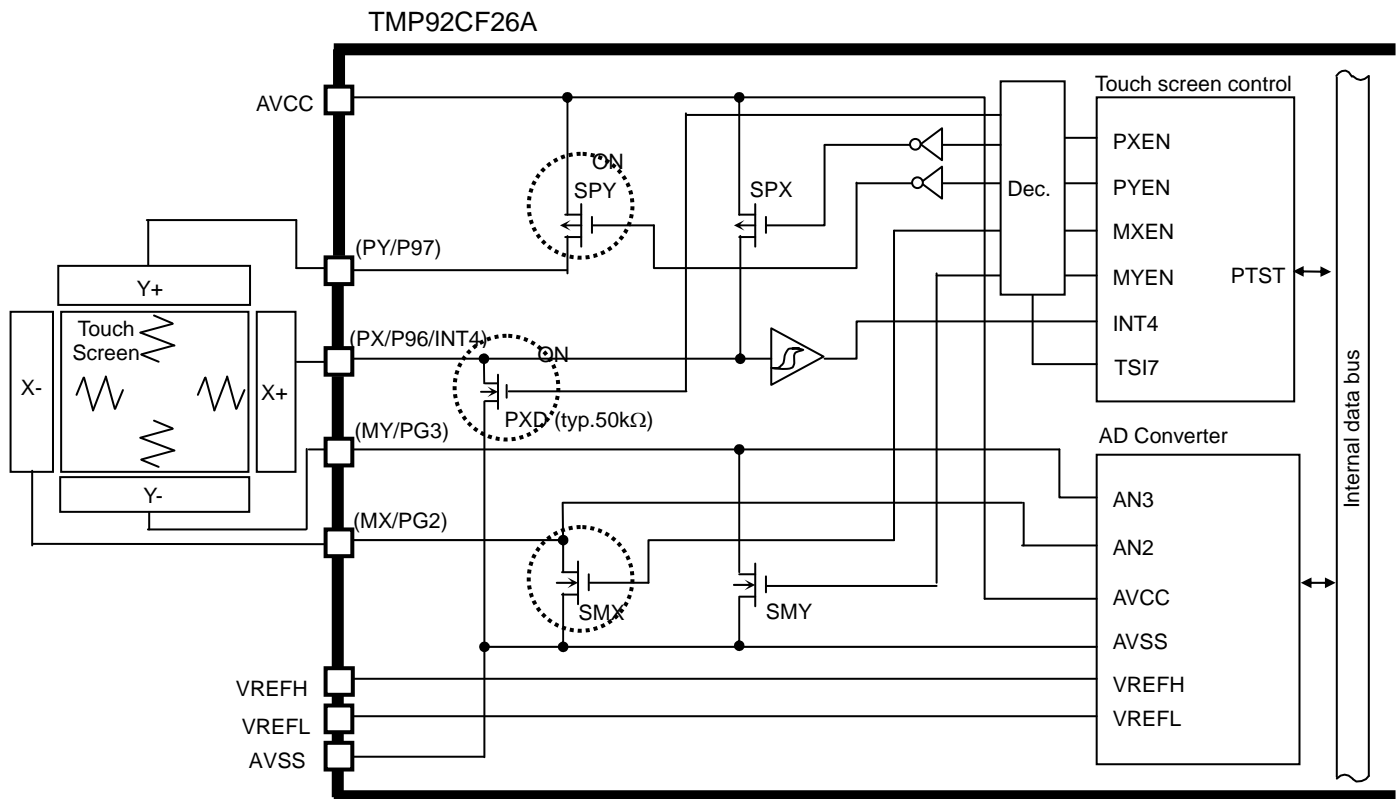 TMP92CF26A
AVCC
Touch screen control
ON
SPY
SPX
Dec.
PXEN
PYEN
MXEN
MYEN
PTST
INT4
TSI7
(PY/P97)
Y+
Touch
Screen
X-
X+
Y-
(PX/P96/INT4)
ON
PXD (typ.50kΩ)
(MY/PG3)
(MX/PG2)
SMX
SMY
AD Converter
AN3
AN2
AVCC
AVSS
VREFH
VREFL
Internal data bus
VREFH
VREFL
AVSS